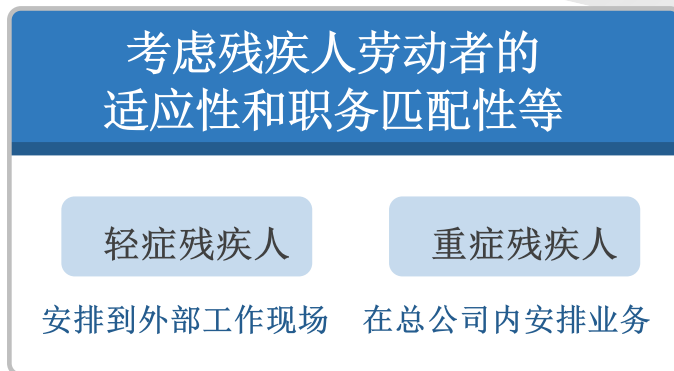 考虑残疾人劳动者的
适应性和职务匹配性等
轻症残疾人
重症残疾人
安排到外部工作现场
在总公司内安排业务